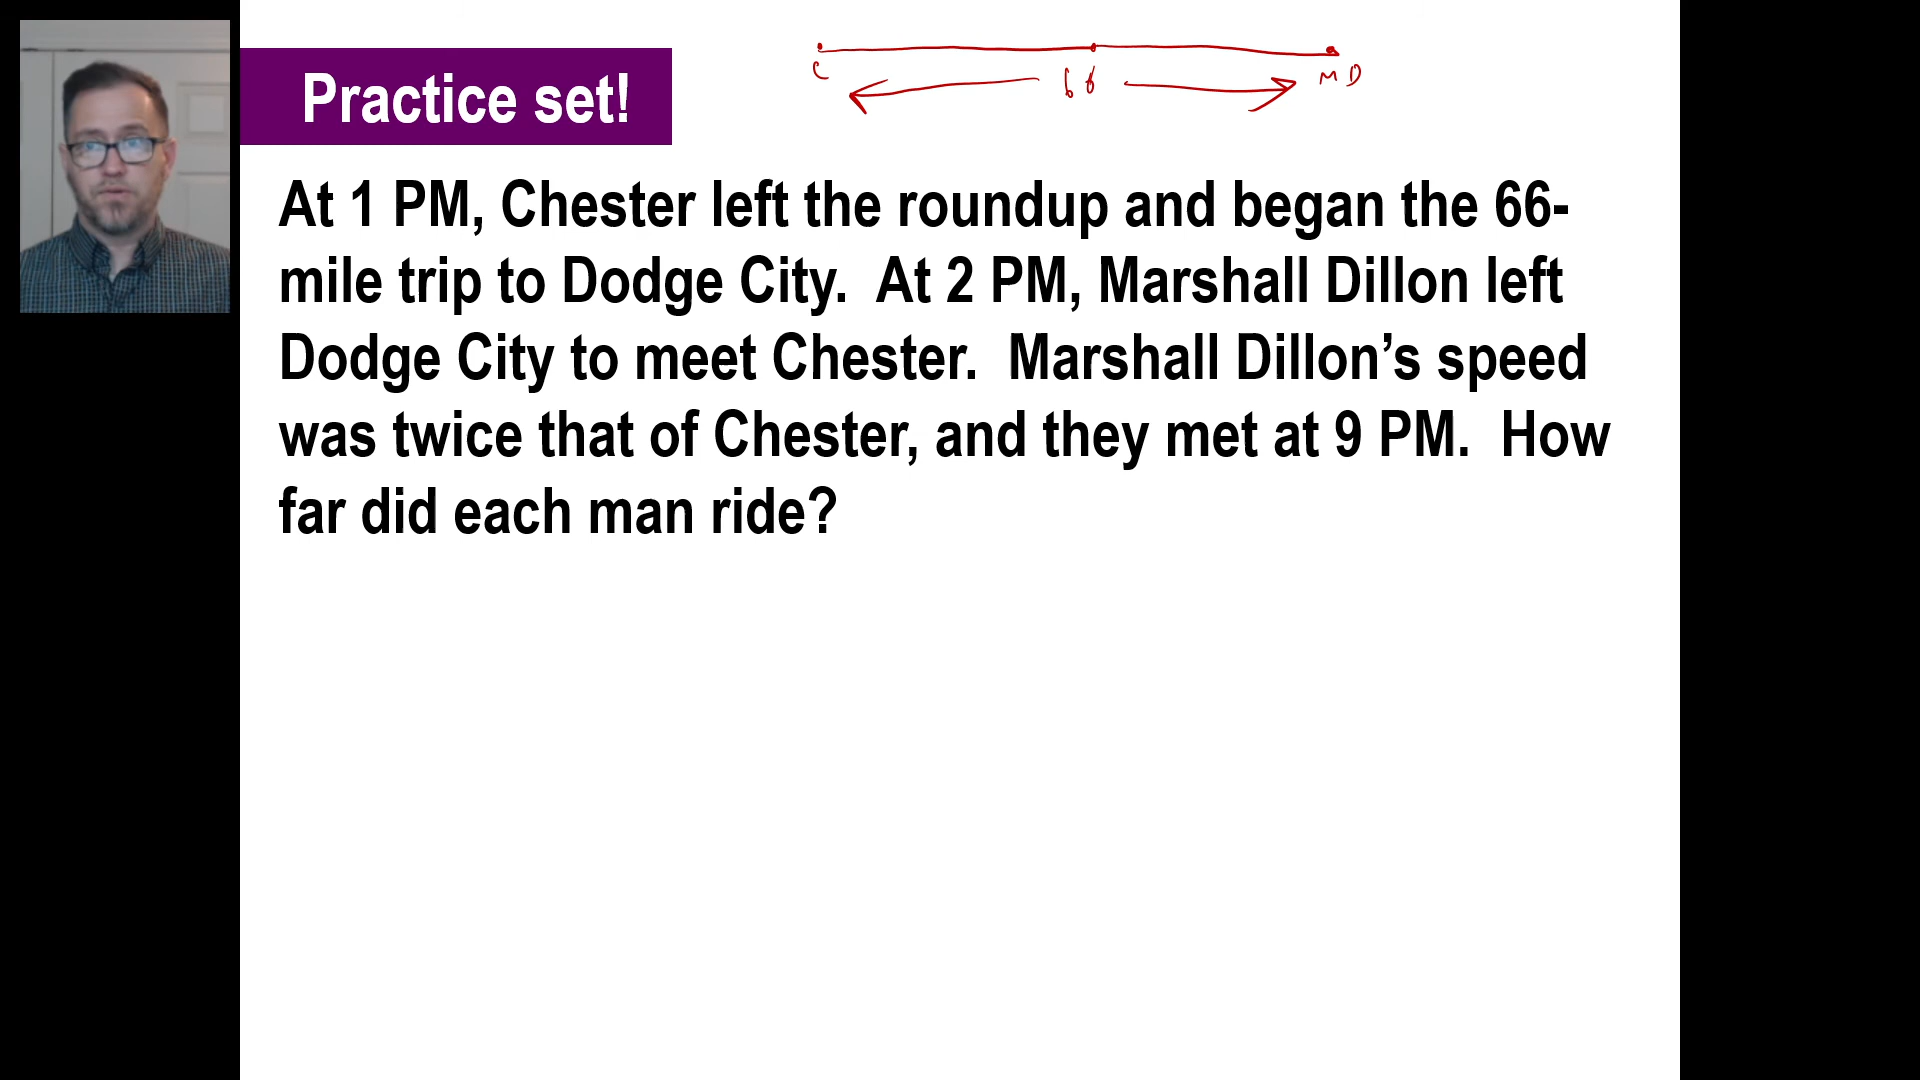 Practice set!
C 66 M D
At 1 PM, Chester left the roundup and began the 66-
mile trip to Dodge City. At 2 PM, Marshall Dillon left
Dodge City to meet Chester. Marshall Dillon’s speed
was twice that of Chester, and they met at 9 PM. How
far did each man ride?